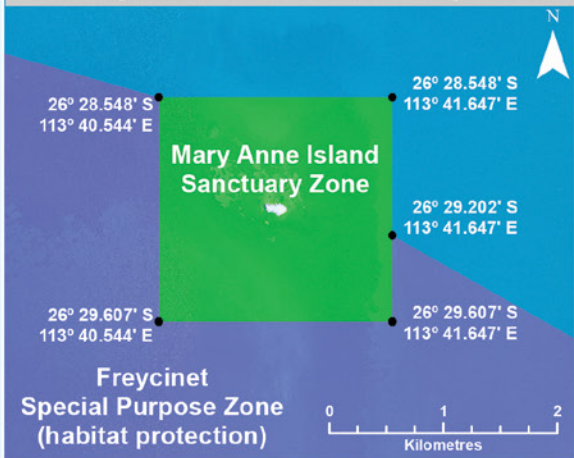 N
26º 28.548' S
113º 40.544' E
26º 28.548' S
113º 41.647' E
Mary Anne Island
Sanctuary Zone
26º 29.202' S
113º 41.647' E
26º 29.607' S
113º 40.544' E
26º 29.607' S
113º 41.647' E
Freycinet
Special Purpose Zone
(habitat protection)
0 1 2
Kilometres